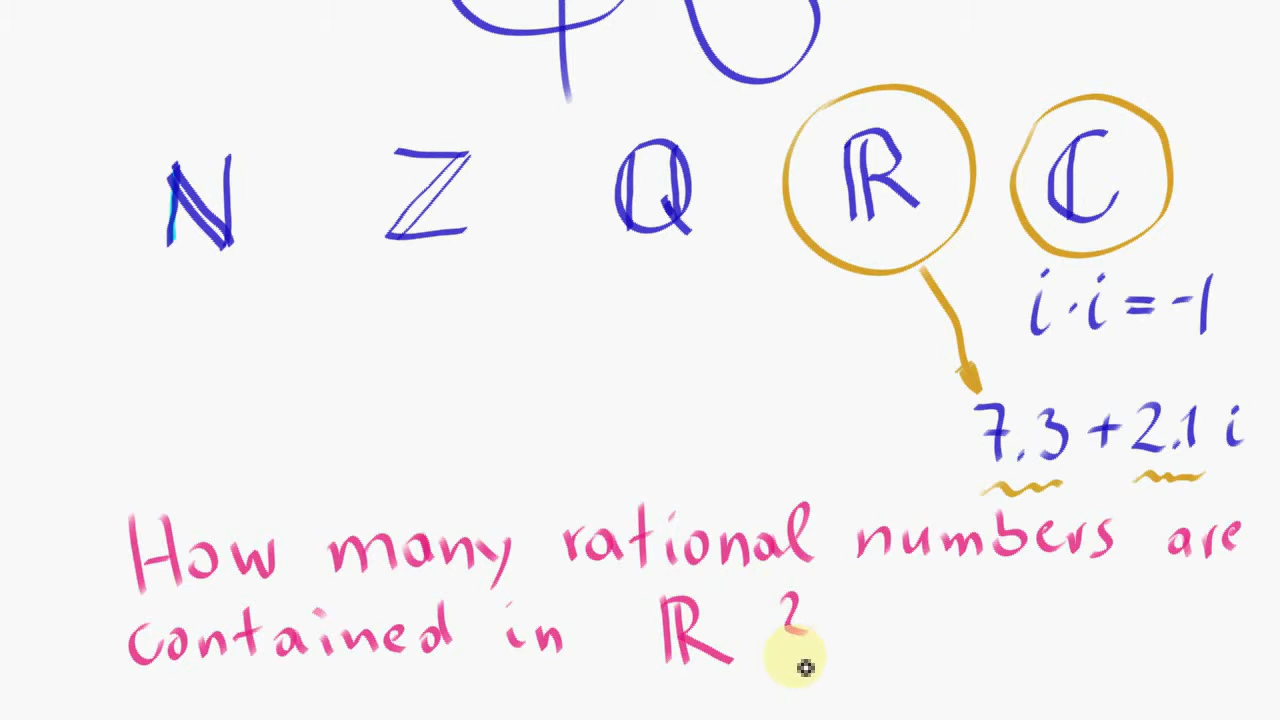 ℕ ℤ ℚ ℝ ℂ
i·i=-1
7.3+2.1 i
How many rational numbers are
contained in ℝ ?